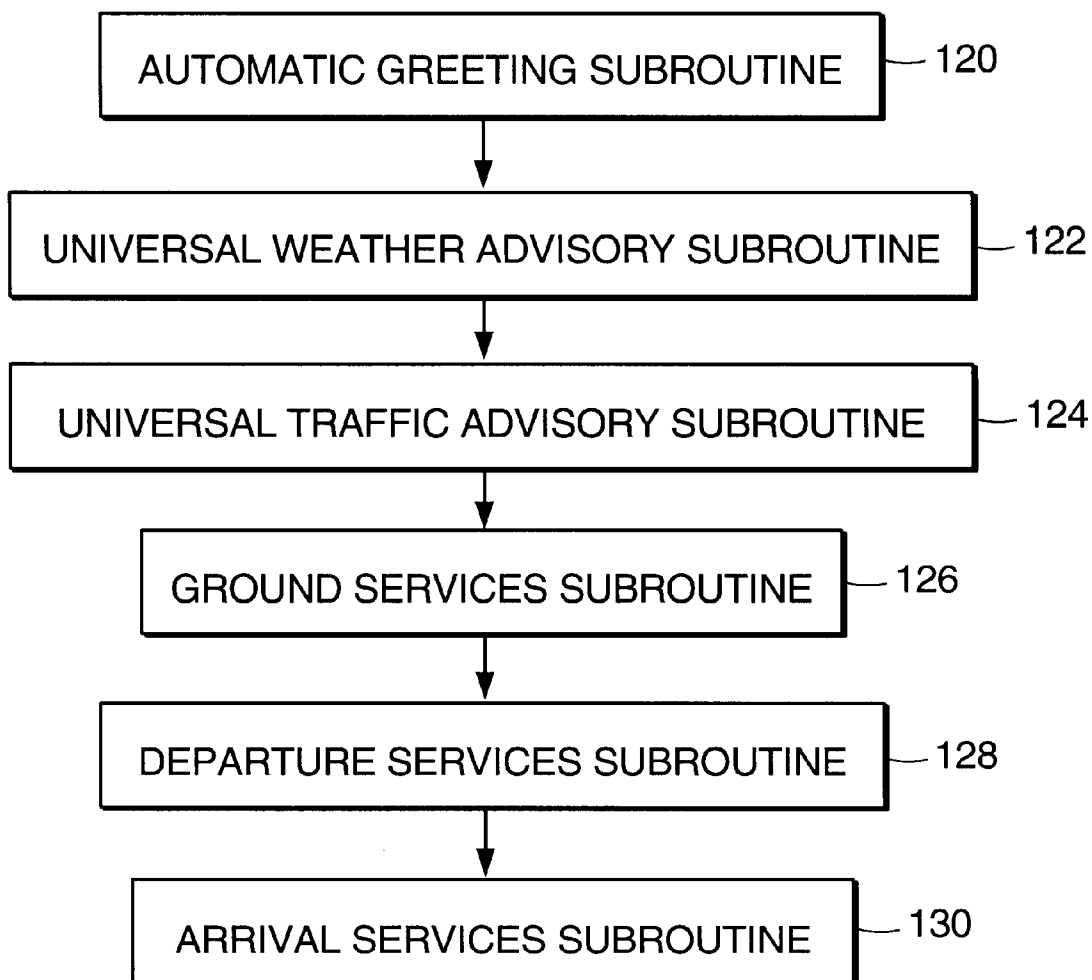 AUTOMATIC GREETING SUBROUTINE 120
UNIVERSAL WEATHER ADVISORY SUBROUTINE 122
UNIVERSAL TRAFFIC ADVISORY SUBROUTINE 124
GROUND SERVICES SUBROUTINE 126
DEPARTURE SERVICES SUBROUTINE 128
ARRIVAL SERVICES SUBROUTINE 130